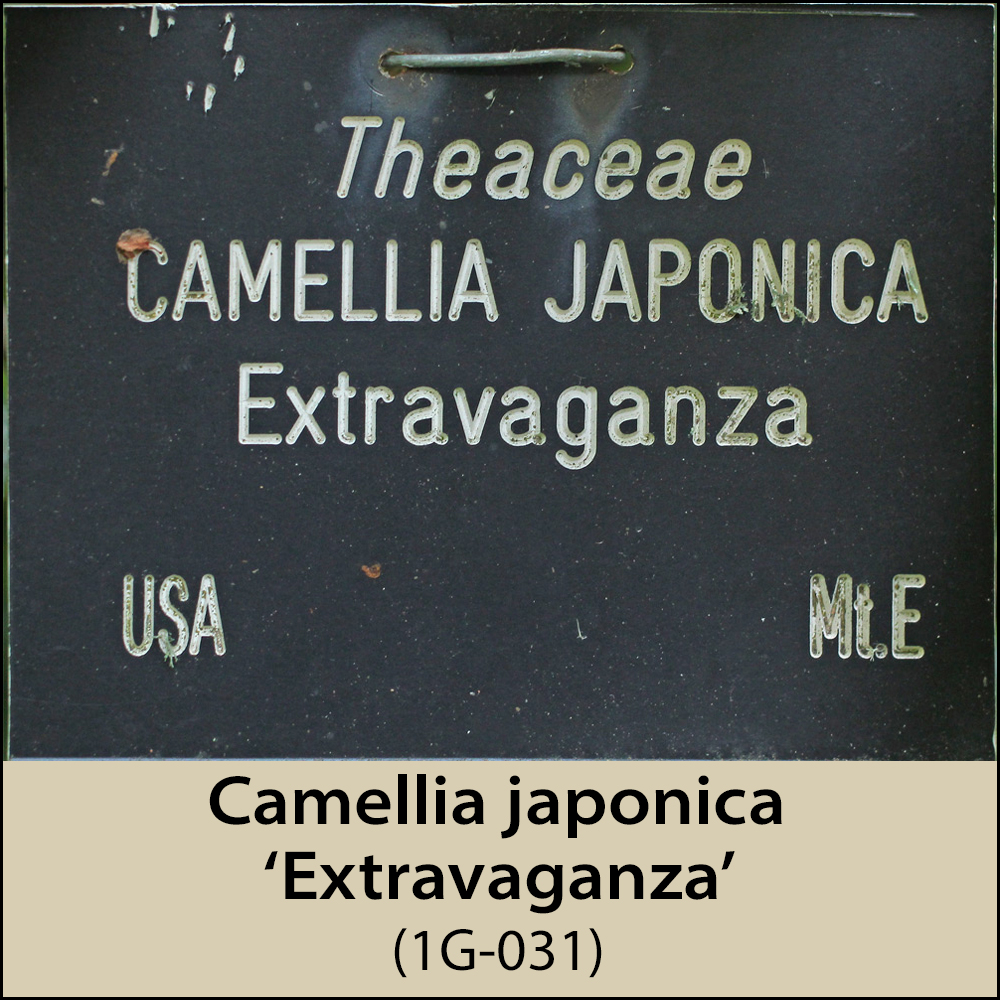 Theaceae
CAMELLIA JAPONICA
Extravaganza
USA Mt.E
Camellia japonica
‘Extravaganza’
(1G-031)